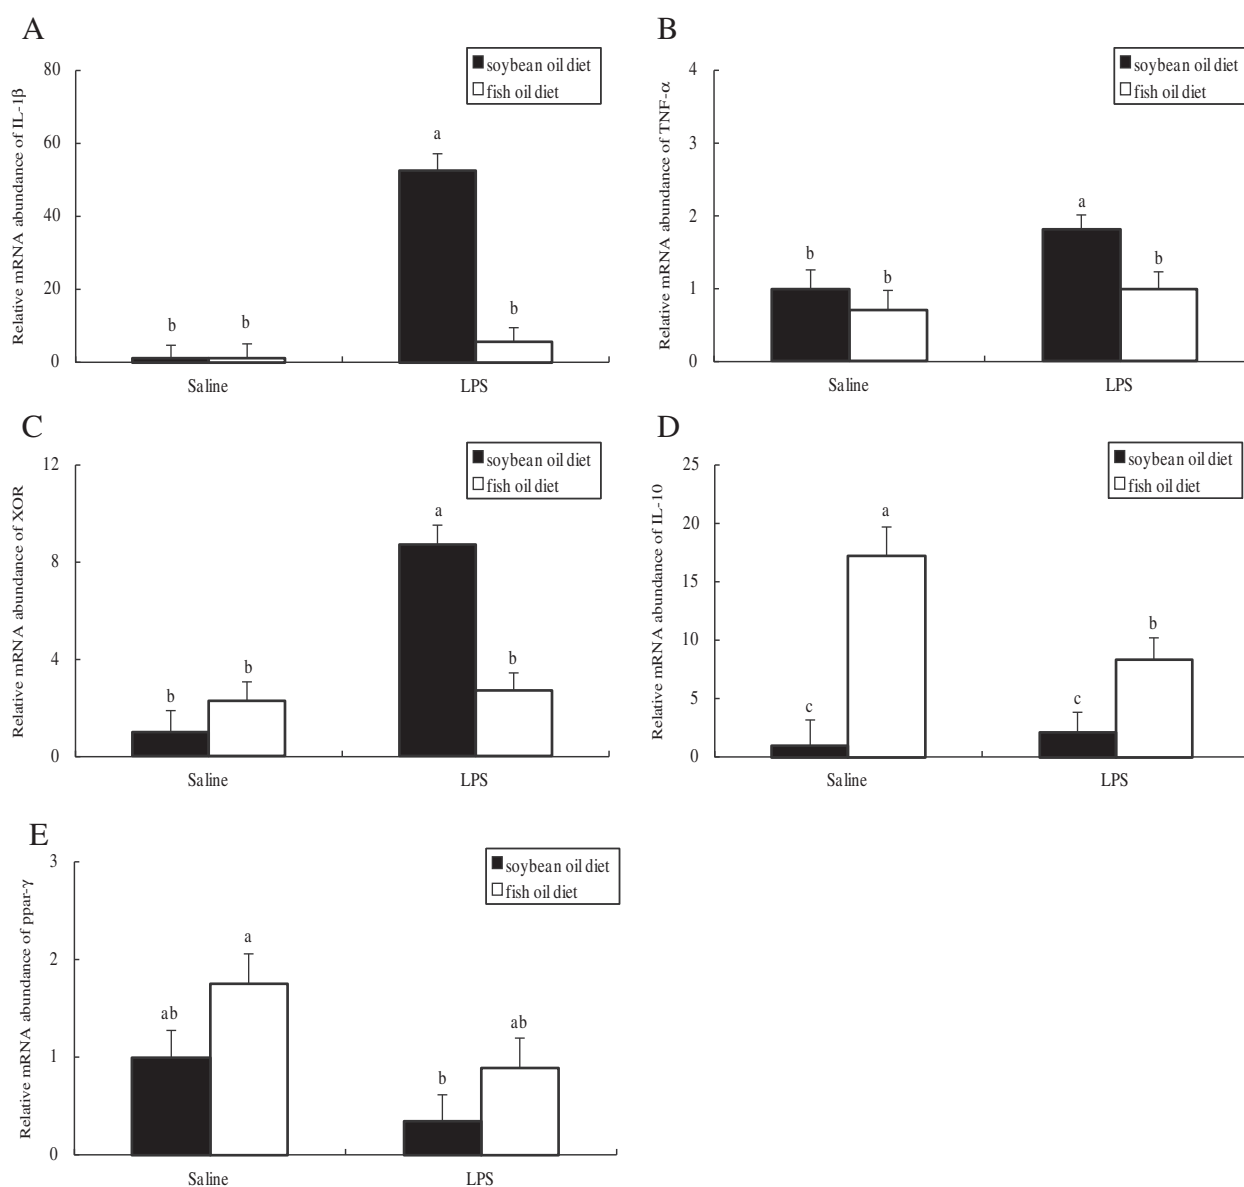 A
soybean oil diet
fish oil diet
Relative mRNA abundance of IL-1β
80
60
40
20
0
a
b
b
b
Saline
LPS
B
soybean oil diet
fish oil diet
Relative mRNA abundance of TNF-α
4
3
2
1
0
b
b
a
b
Saline
LPS
C
soybean oil diet
fish oil diet
Relative mRNA abundance of XOR
12
8
4
0
b
b
a
b
Saline
LPS
D
soybean oil diet
fish oil diet
Relative mRNA abundance of IL-10
25
20
15
10
5
0
c
a
c
b
Saline
LPS
E
soybean oil diet
fish oil diet
Relative mRNA abundance of ppar-γ
3
2
1
0
ab
a
b
ab
Saline
LPS